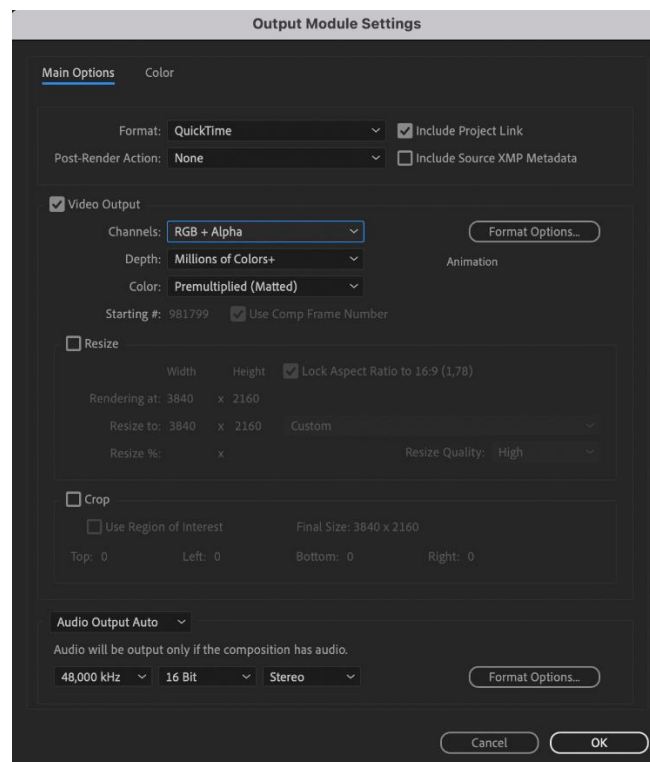 Output Module Settings
Main Options Color
Format: QuickTime Include Project Link
Post-Render Action: None Include Source XMP Metadata
Video Output
Channels: RGB + Alpha Format Options...
Depth: Millions of Colors+ Animation
Color: Premultiplied (Matted)
Starting #: 981799 Use Comp Frame Number
Resize
Width Height Lock Aspect Ratio to 16:9 (1,78)
Rendering at: 3840 x 2160
Resize to: 3840 x 2160 Custom
Resize %: x Resize Quality: High
Crop
Use Region of Interest Final Size: 3840 x 2160
Top: 0 Left: 0 Bottom: 0 Right: 0
Audio Output Auto
Audio will be output only if the composition has audio.
48,000 kHz 16 Bit Stereo Format Options...
Cancel OK